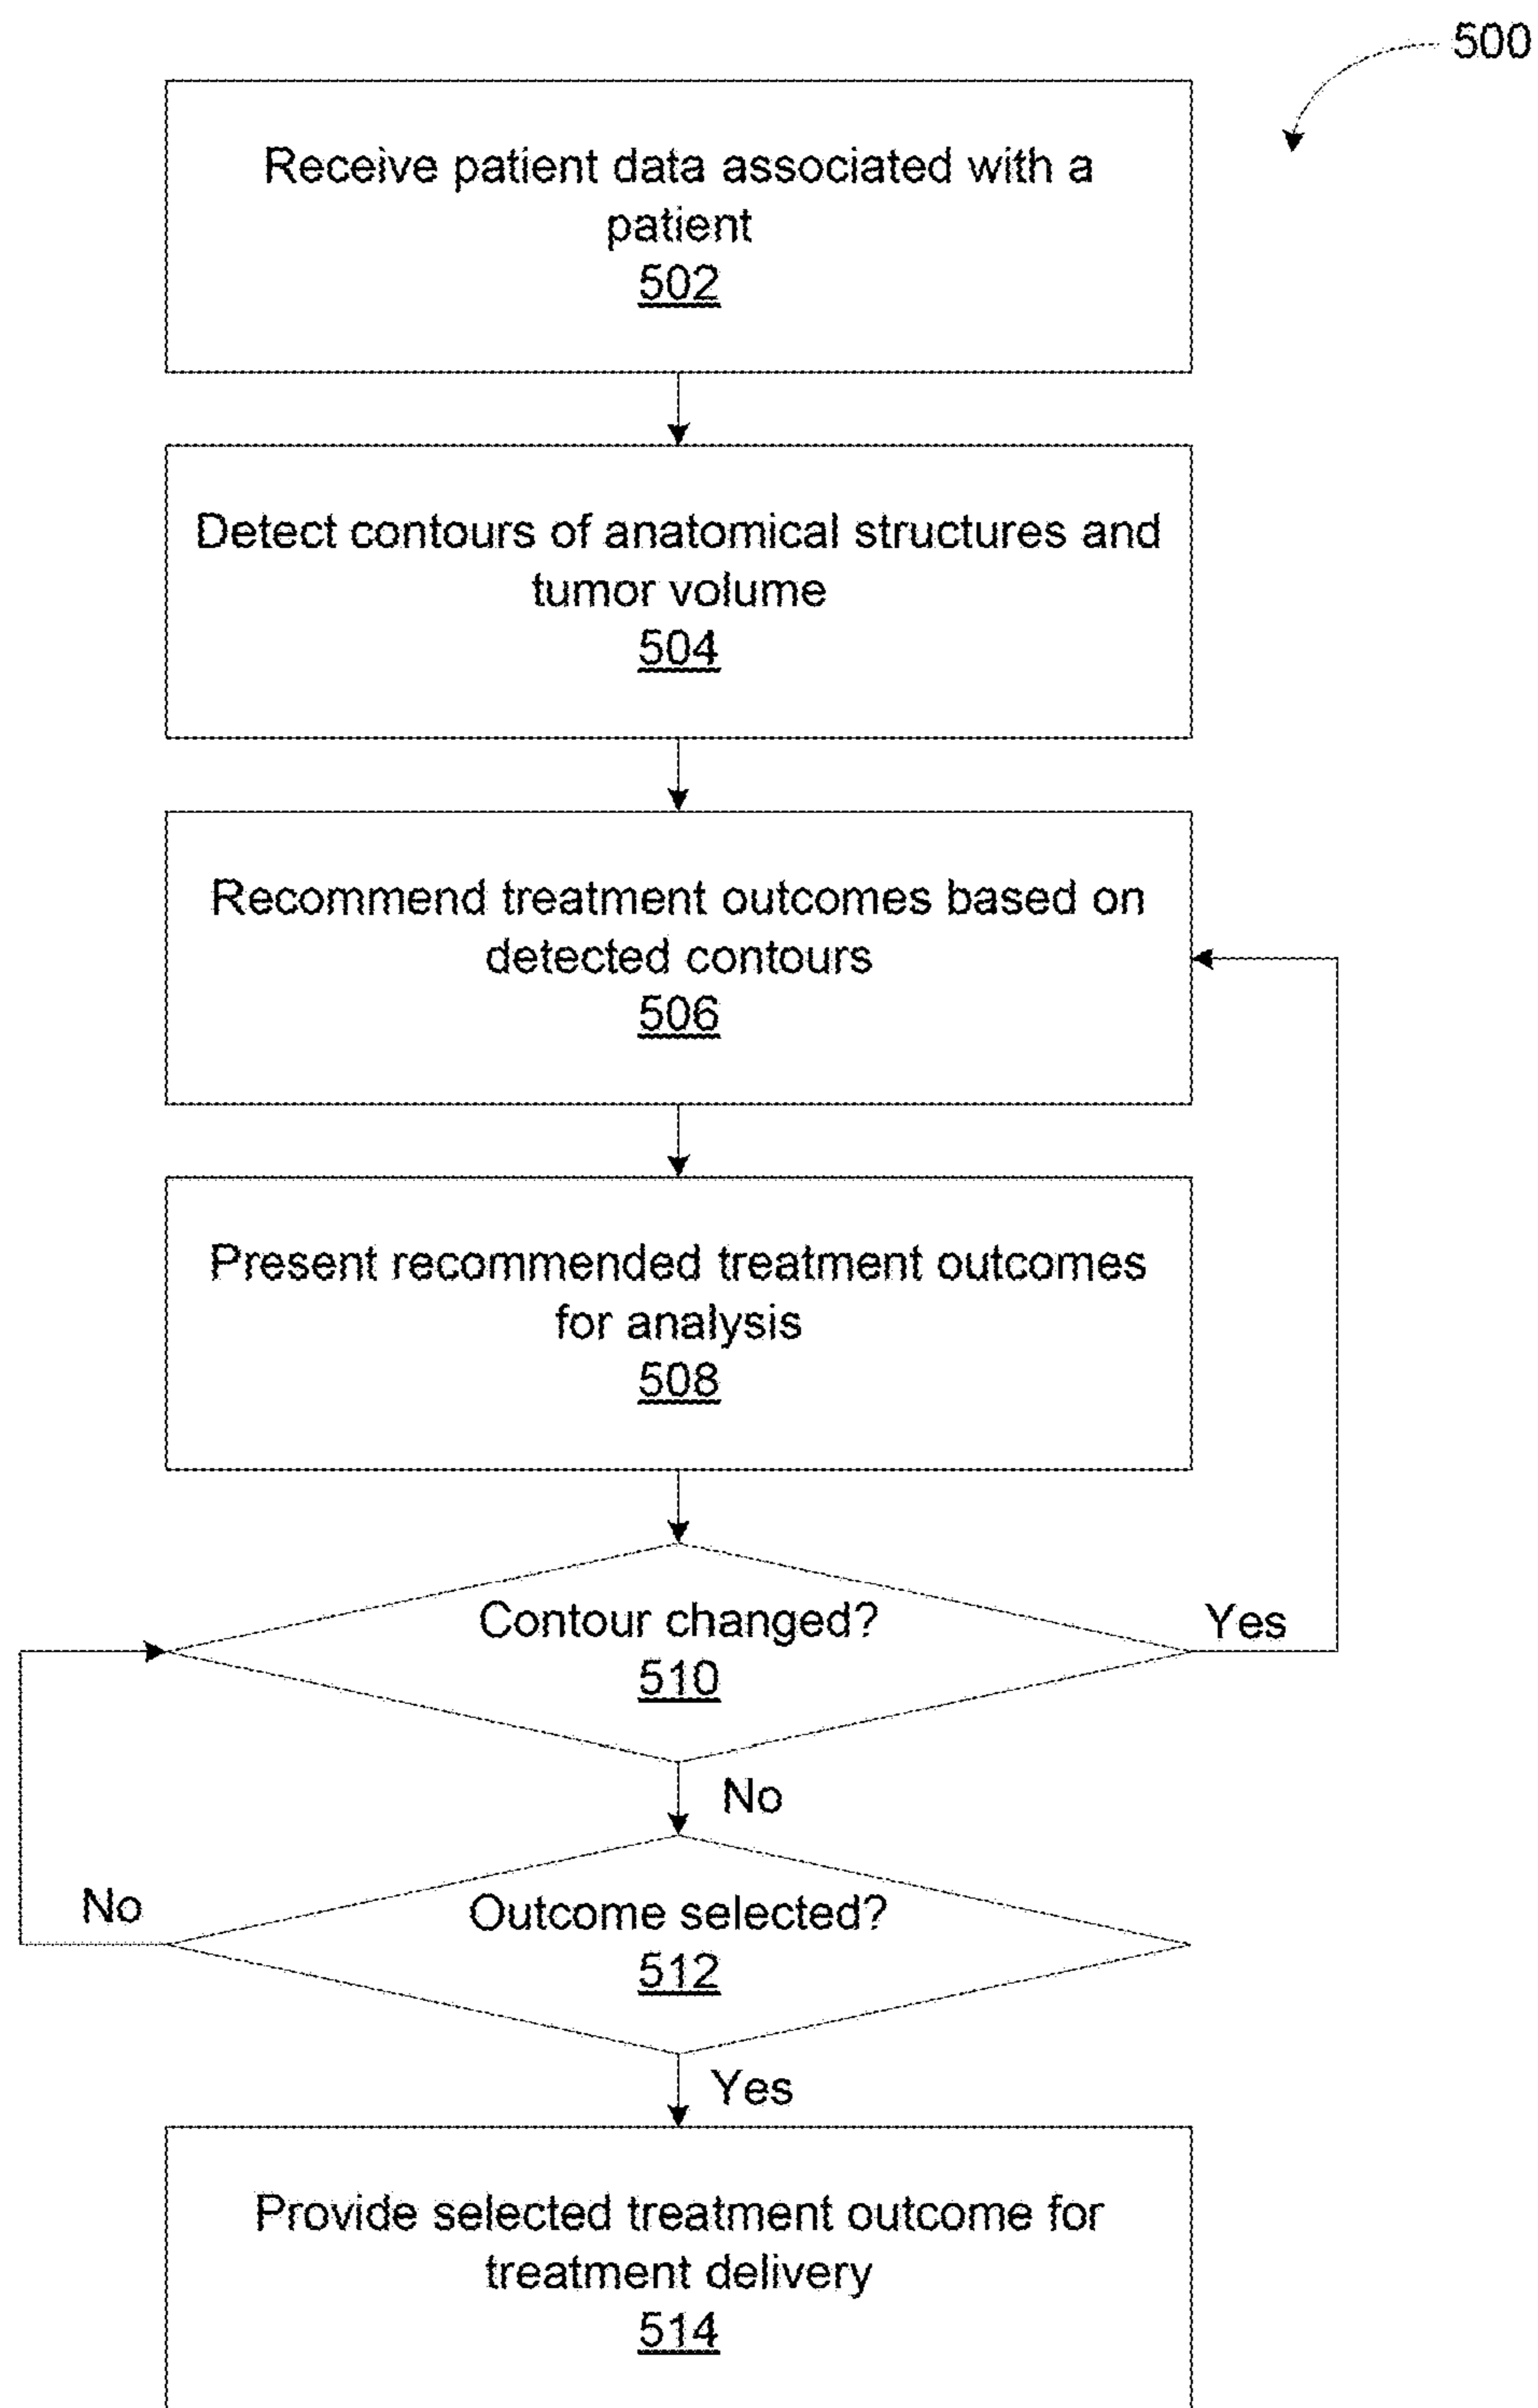 500
Receive patient data associated with a
patient
502
Detect contours of anatomical structures and
tumor volume
504
Recommend treatment outcomes based on
detected contours
506
Present recommended treatment outcomes
for analysis
508
Contour changed?
510
Yes
No
Outcome selected?
512
No
Yes
Provide selected treatment outcome for
treatment delivery
514